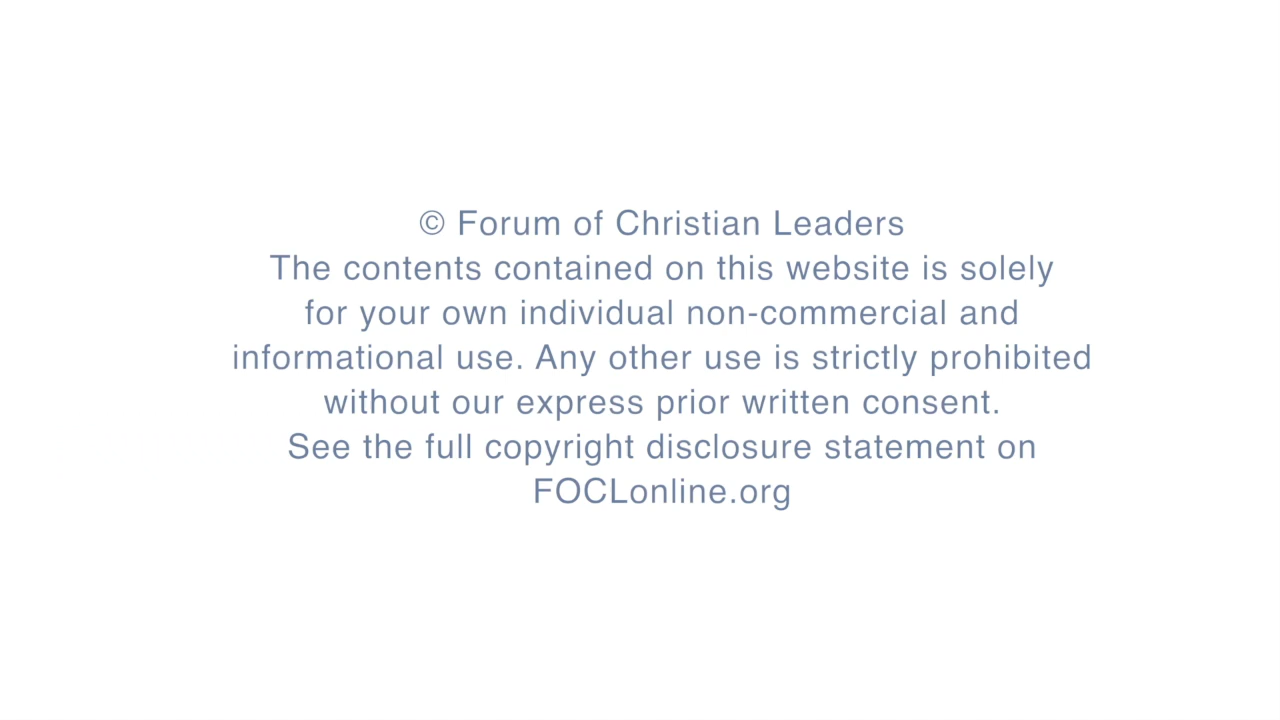 © Forum of Christian Leaders
The contents contained on this website is solely
for your own individual non-commercial and
informational use. Any other use is strictly prohibited
without our express prior written consent.
See the full copyright disclosure statement on
FOCLonline.org